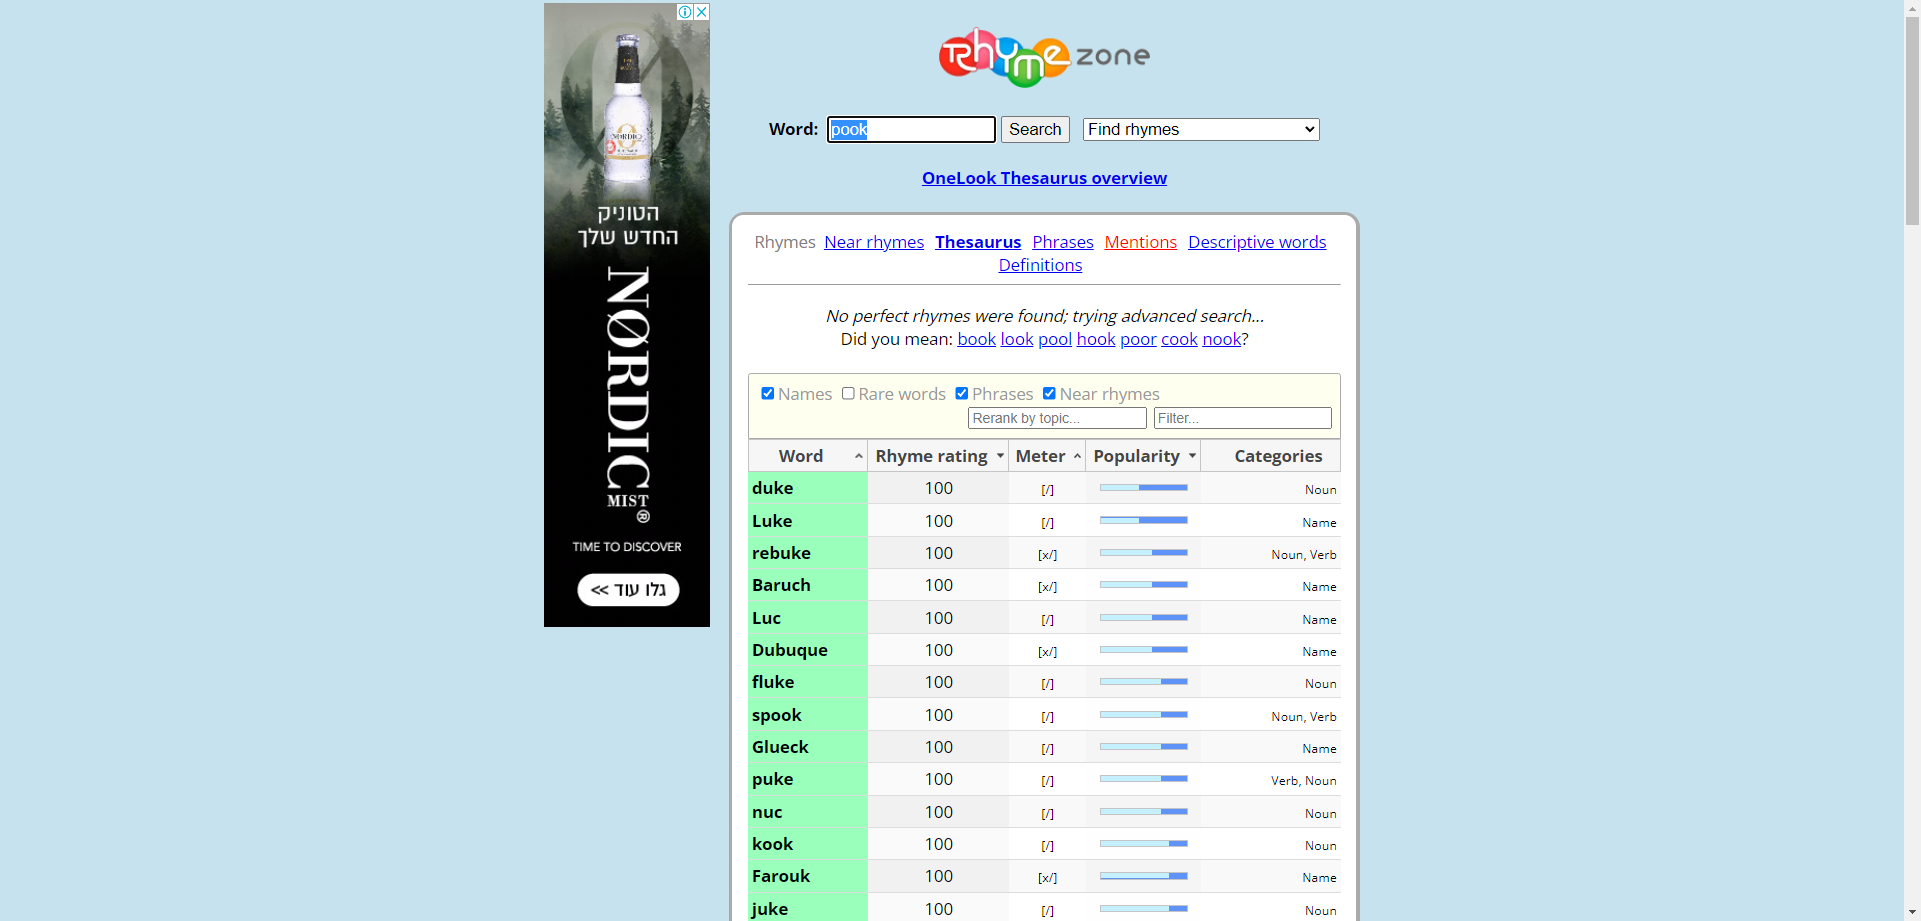 Rhyme zone
Word: pook Search Find rhymes
OneLook Thesaurus overview
NORDIC
הטוניק
החדש שלך
NØRDIC
MIST®
TIME TO DISCOVER
גלו עוד >>
Rhymes Near rhymes Thesaurus Phrases Mentions Descriptive words
Definitions
No perfect rhymes were found; trying advanced search...
Did you mean: book look pool hook poor cook nook?
Names Rare words Phrases Near rhymes
Rerank by topic... Filter...
Word Rhyme rating Meter Popularity Categories
duke 100 [/] Noun
Luke 100 [/] Name
rebuke 100 [x/] Noun, Verb
Baruch 100 [x/] Name
Luc 100 [/] Name
Dubuque 100 [x/] Name
fluke 100 [/] Noun
spook 100 [/] Noun, Verb
Glueck 100 [/] Name
puke 100 [/] Verb, Noun
nuc 100 [/] Noun
kook 100 [/] Noun
Farouk 100 [x/] Name
juke 100 [/] Noun